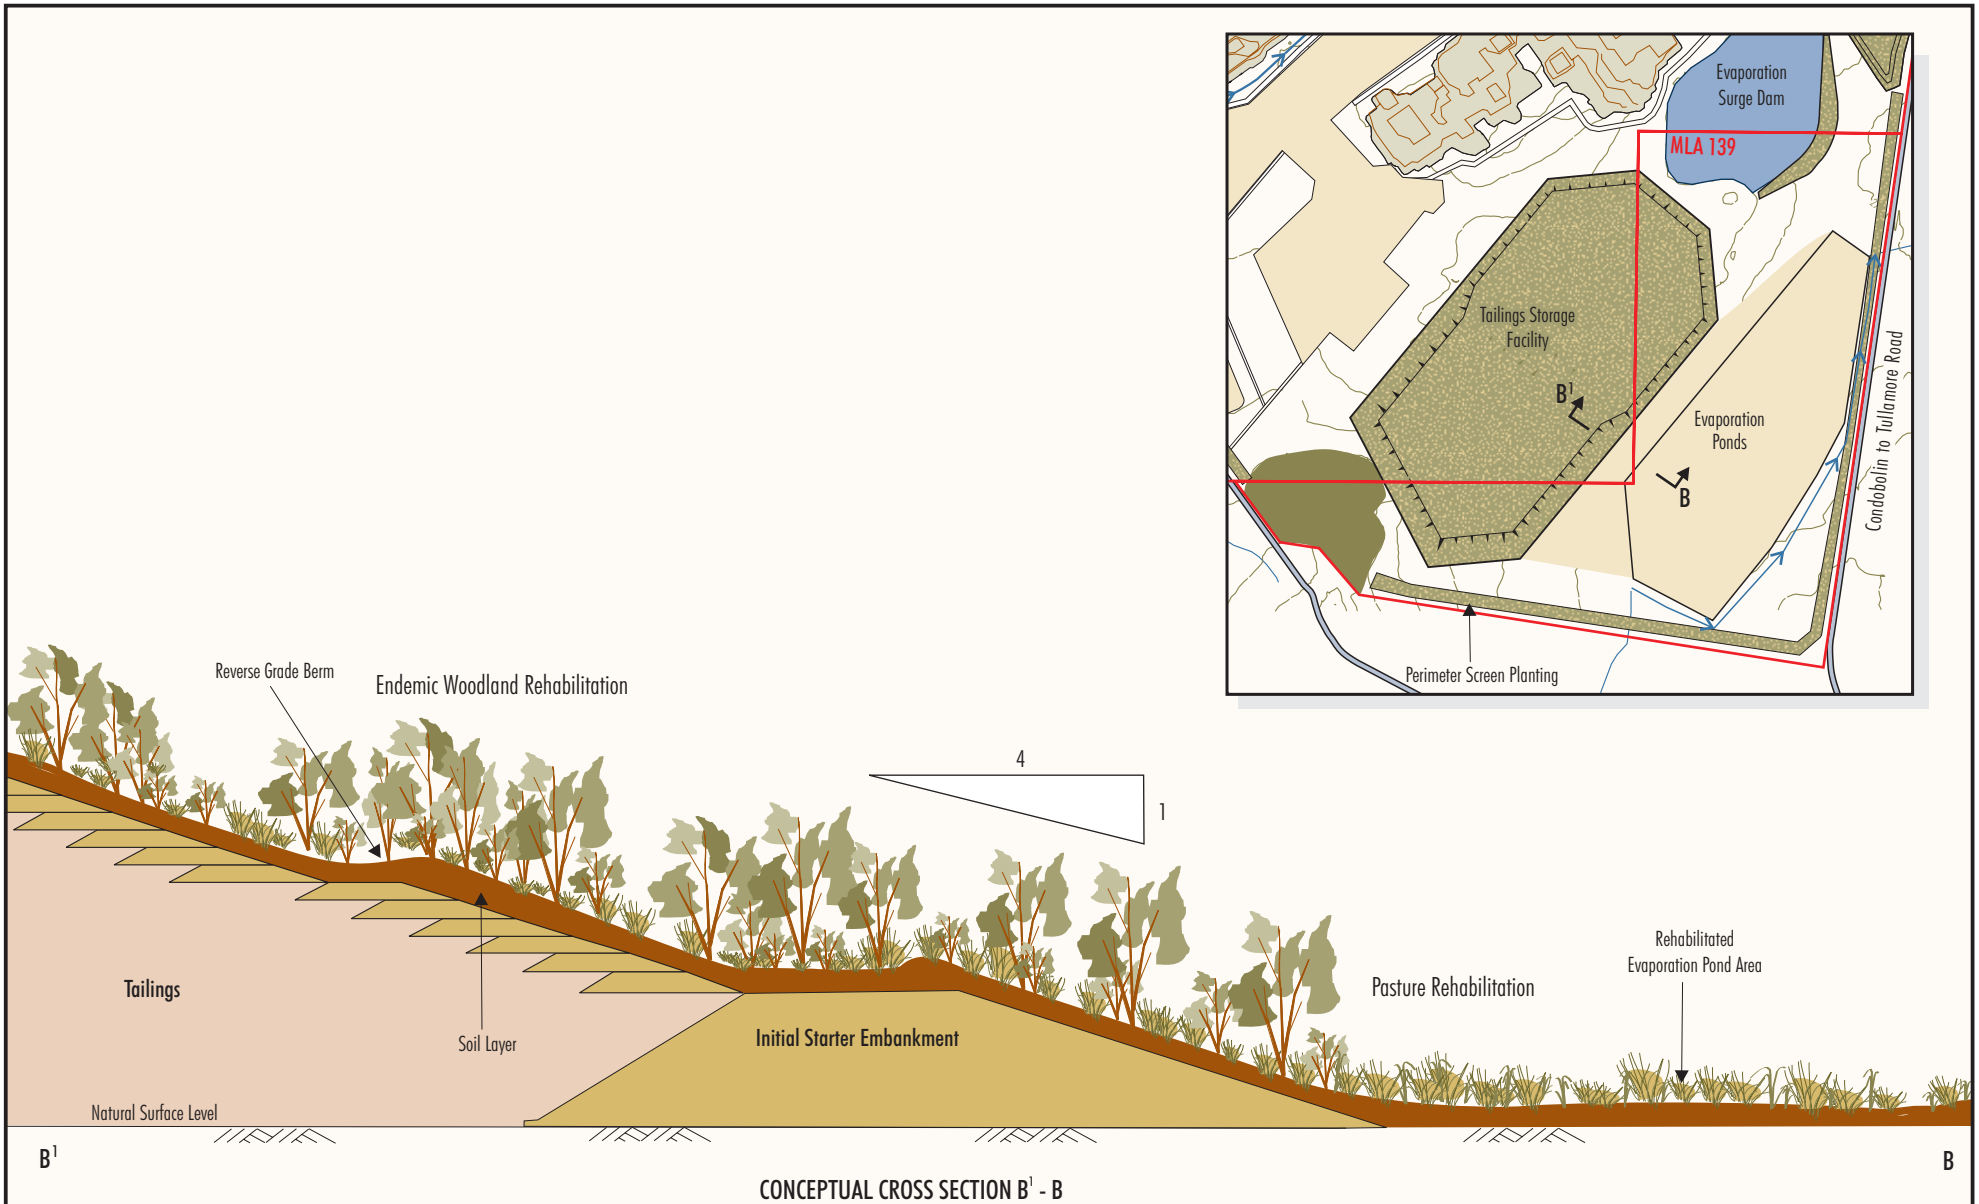 Evaporation
Surge Dam
MLA 139
Tailings Storage
Facility
B¹
Evaporation
Ponds
B
Condobolin to Tullamore Road
Perimeter Screen Planting
Reverse Grade Berm
Endemic Woodland Rehabilitation
4
1
Rehabilitated
Evaporation Pond Area
Pasture Rehabilitation
Tailings
Soil Layer
Initial Starter Embankment
Natural Surface Level
B¹
B
CONCEPTUAL CROSS SECTION B¹ - B